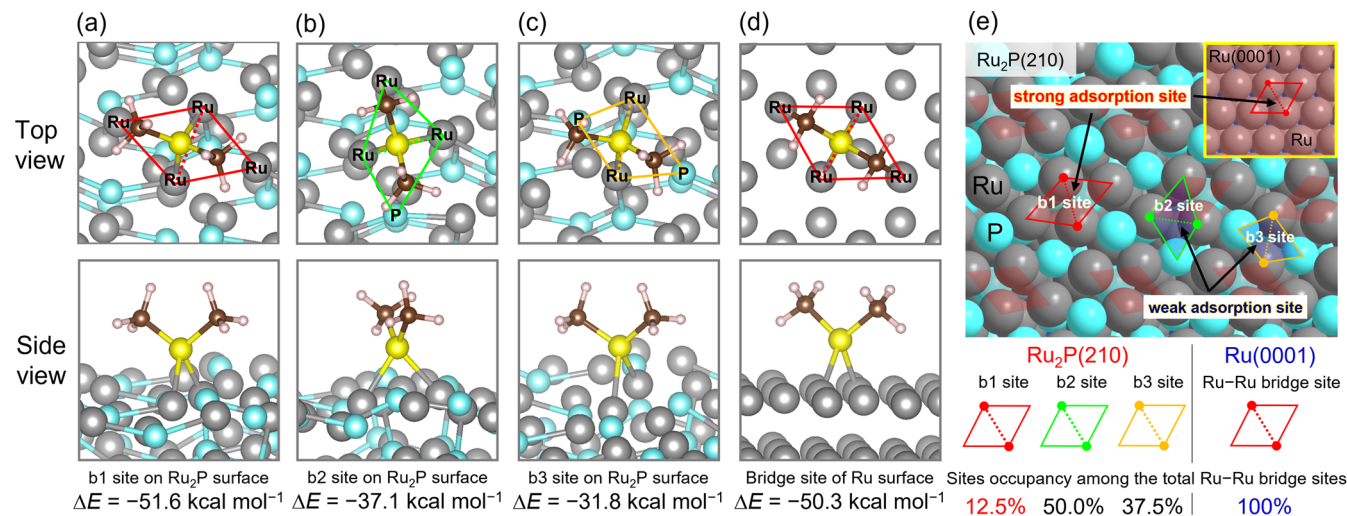 (a)
(b)
(c)
(d)
(e)
Top
view
Ru
Ru
Ru
Ru
Ru
Ru
Ru
P
Ru
P
Ru
P
Ru
Ru
Ru
Ru
Ru₂P(210)
Ru(0001)
strong adsorption site
Ru
Ru
b1 site
b2 site
P
b3 site
weak adsorption site
Side
view
b1 site on Ru₂P surface
ΔE = −51.6 kcal mol⁻¹
b2 site on Ru₂P surface
ΔE = −37.1 kcal mol⁻¹
b3 site on Ru₂P surface
ΔE = −31.8 kcal mol⁻¹
Bridge site of Ru surface
ΔE = −50.3 kcal mol⁻¹
Ru₂P(210)
Ru(0001)
b1 site
b2 site
b3 site
Ru−Ru bridge site
Sites occupancy among the total
Ru−Ru bridge sites
12.5%
50.0%
37.5%
100%